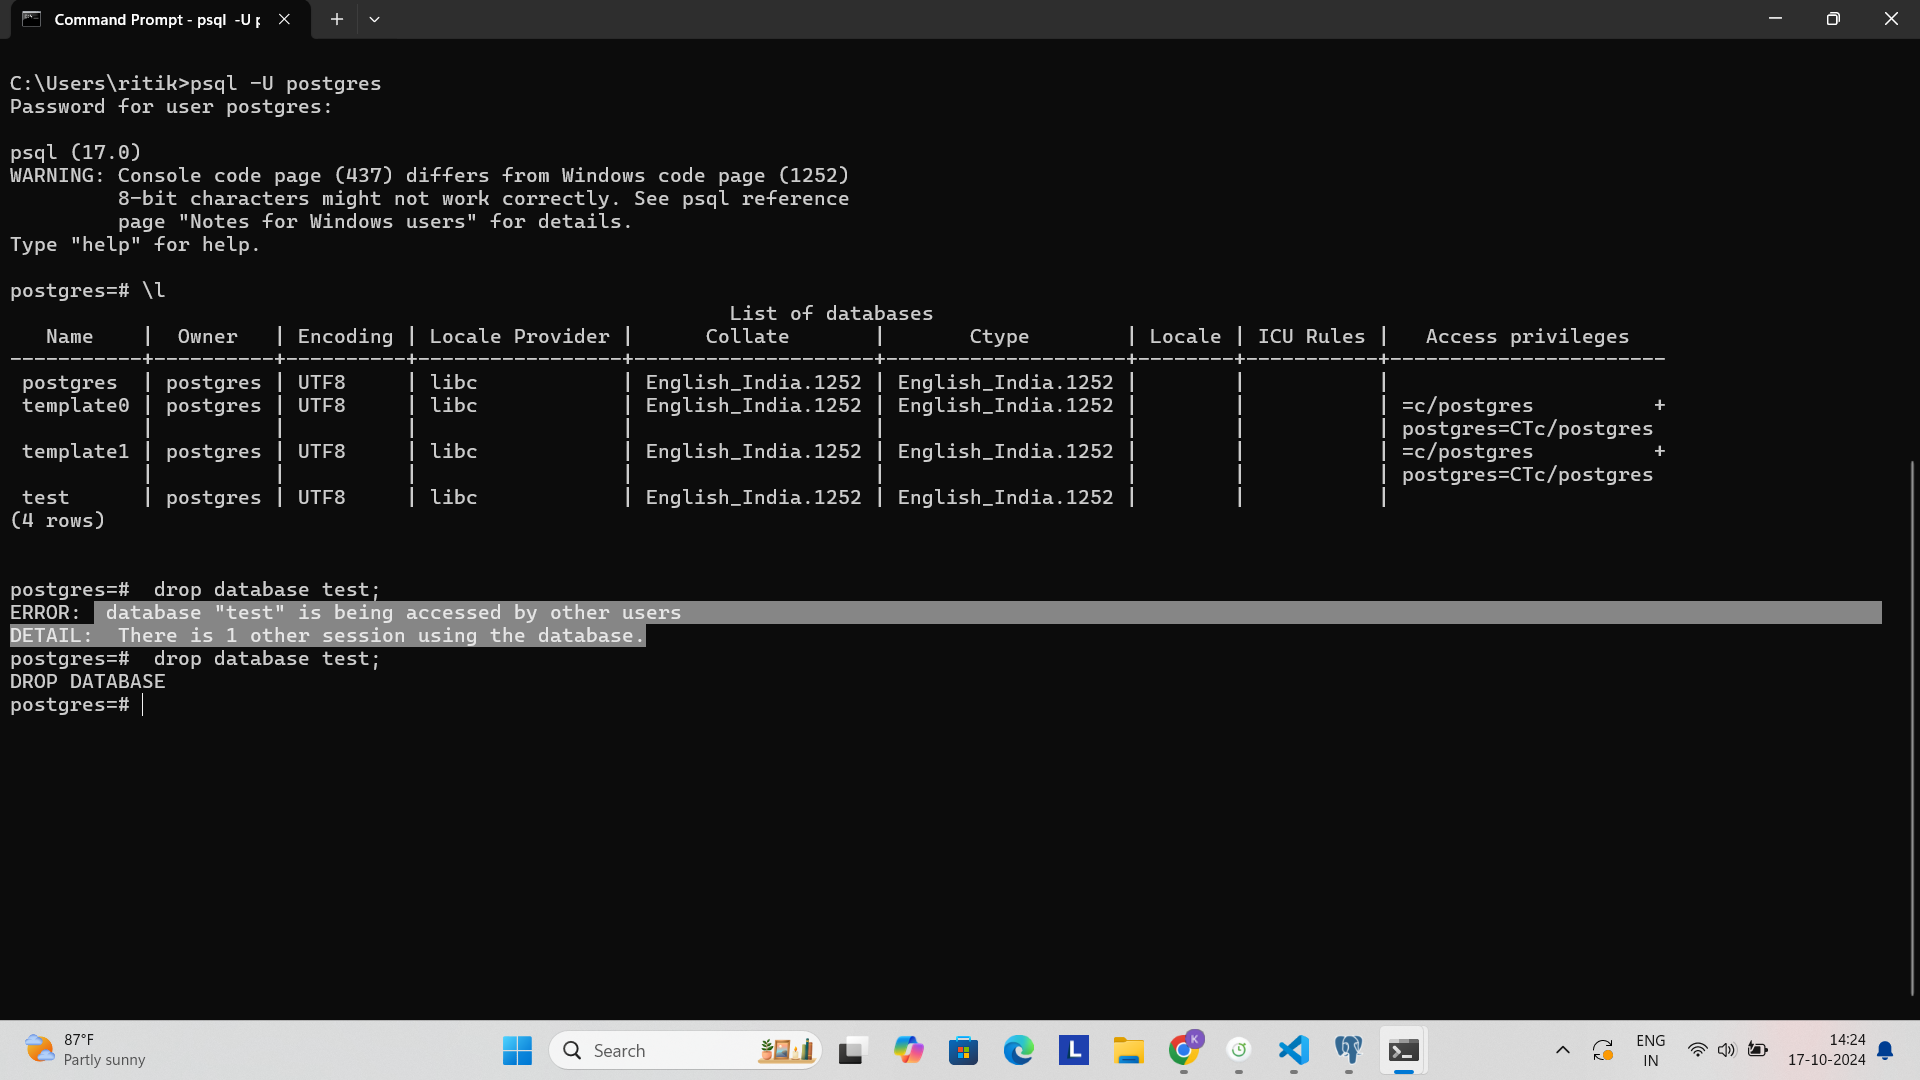 Command Prompt - psql  -U p
C:\Users\ritik>psql -U postgres
Password for user postgres:
psql (17.0)
WARNING: Console code page (437) differs from Windows code page (1252)
         8-bit characters might not work correctly. See psql reference
         page "Notes for Windows users" for details.
Type "help" for help.
postgres=# \l
                                                            List of databases
   Name    |  Owner   | Encoding | Locale Provider |      Collate       |       Ctype        | Locale | ICU Rules |   Access privileges
-----------+----------+----------+-----------------+--------------------+--------------------+--------+-----------+-----------------------
 postgres  | postgres | UTF8     | libc            | English_India.1252 | English_India.1252 |        |           |
 template0 | postgres | UTF8     | libc            | English_India.1252 | English_India.1252 |        |           | =c/postgres          +
           |          |          |                 |                    |                    |        |           | postgres=CTc/postgres
 template1 | postgres | UTF8     | libc            | English_India.1252 | English_India.1252 |        |           | =c/postgres          +
           |          |          |                 |                    |                    |        |           | postgres=CTc/postgres
 test      | postgres | UTF8     | libc            | English_India.1252 | English_India.1252 |        |           |
(4 rows)
postgres=#  drop database test;
ERROR:  database "test" is being accessed by other users
DETAIL:  There is 1 other session using the database.
postgres=#  drop database test;
DROP DATABASE
postgres=#
87°F
Partly sunny
Search
L
K
ENG
IN
14:24
17-10-2024